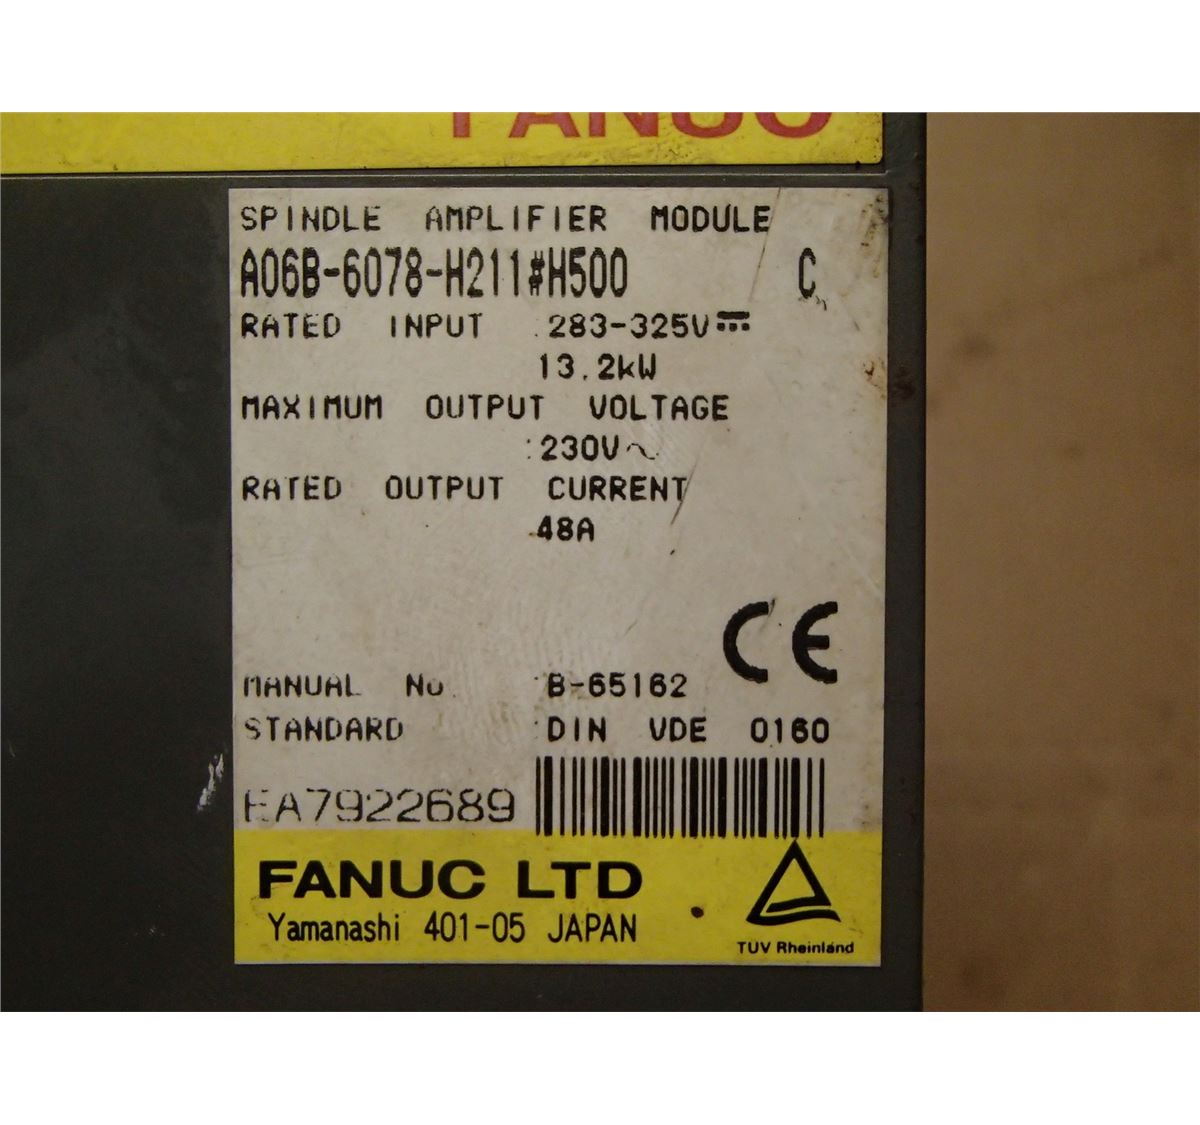 FANUC
SPINDLE AMPLIFIER MODULE
A06B-6078-H211#H500 C
RATED INPUT :283-325V⎓
13.2kW
MAXIMUM OUTPUT VOLTAGE
:230V~
RATED OUTPUT CURRENT
48A
MANUAL No. :B-65162
STANDARD :DIN VDE 0160
EA7922689
CE
FANUC LTD
Yamanashi 401-05 JAPAN
TUV Rheinland